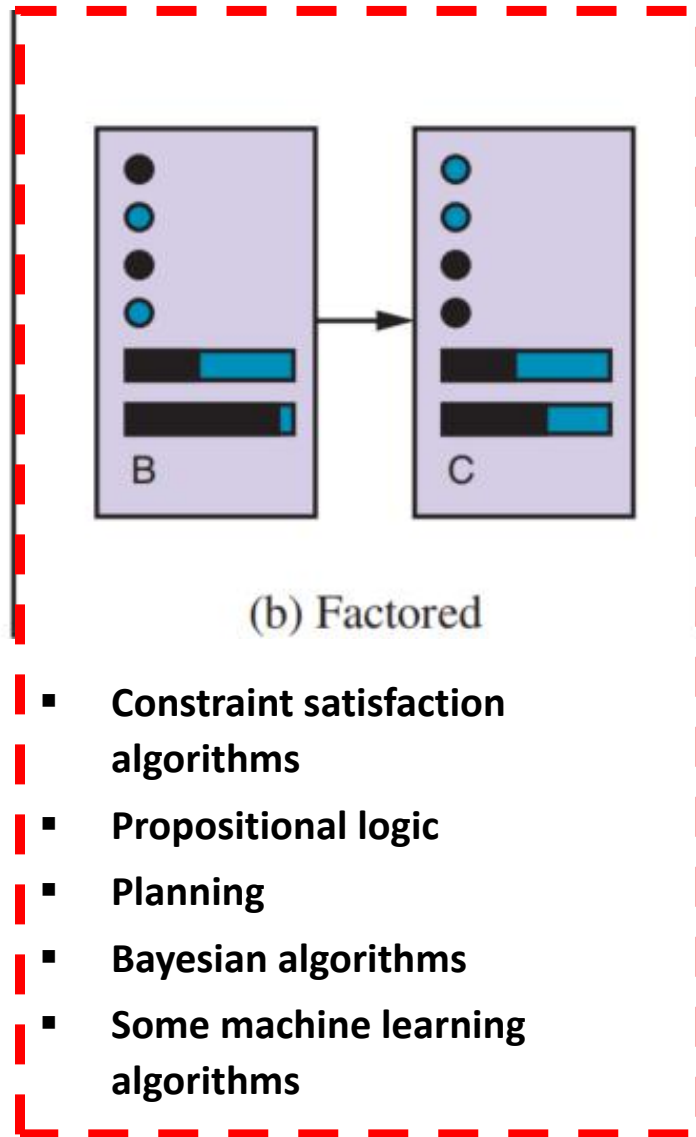 B
C
(b) Factored
▪ Constraint satisfaction
algorithms
▪ Propositional logic
▪ Planning
▪ Bayesian algorithms
▪ Some machine learning
algorithms